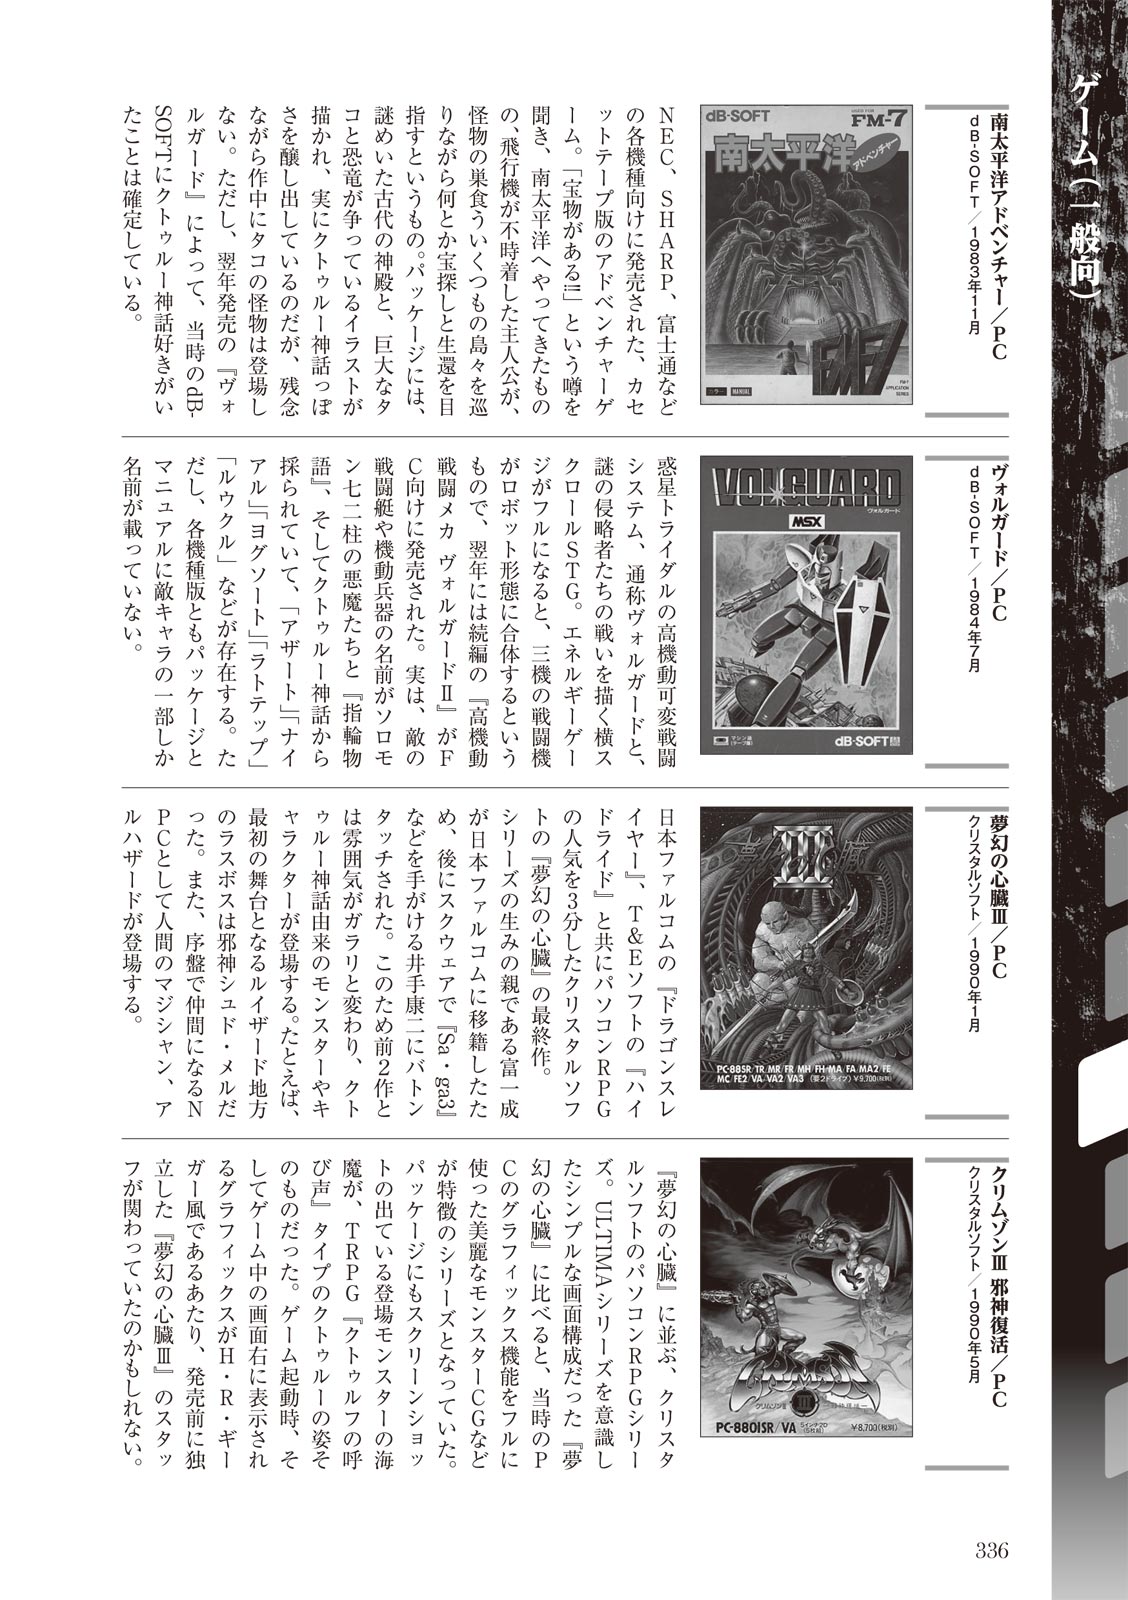 ゲーム（一般向）
南太平洋アドベンチャー／PC
dB-SOFT／1983年11月
dB-SOFT
USER FOR
FM-7
南太平洋
アドベンチャー
FM-7
カラー
MANUAL
FM-7
APPLICATION
SERIES
NEC、SHARP、富士通など
の各機種向けに発売された、カセ
ットテープ版のアドベンチャーゲ
ーム。「宝物がある!!」という噂を
聞き、南太平洋へやってきたもの
の、飛行機が不時着した主人公が、
怪物の巣食ういくつもの島々を巡
りながら何とか宝探しと生還を目
指すというもの。パッケージには、
謎めいた古代の神殿と、巨大なタ
コと恐竜が争っているイラストが
描かれ、実にクトゥルー神話っぽ
さを醸し出しているのだが、残念
ながら作中にタコの怪物は登場し
ない。ただし、翌年発売の『ヴォ
ルガード』によって、当時のdB-
SOFTにクトゥルー神話好きがい
たことは確定している。
ヴォルガード／PC
dB-SOFT／1984年7月
VOLGUARD
ヴォルガード
MSX
マシン語
(テープ版)
dB-SOFT
惑星トライダルの高機動可変戦闘
システム、通称ヴォルガードと、
謎の侵略者たちの戦いを描く横ス
クロールSTG。エネルギーゲー
ジがフルになると、三機の戦闘機
がロボット形態に合体するという
もので、翌年には続編の『高機動
戦闘メカ ヴォルガードⅡ』がF
C向けに発売された。実は、敵の
戦闘艇や機動兵器の名前がソロモ
ン七二柱の悪魔たちと『指輪物
語』、そしてクトゥルー神話から
採られていて、「アザート」「ナイ
アル」「ヨグソート」「ラトテップ」
「ルウクル」などが存在する。た
だし、各機種版ともパッケージと
マニュアルに敵キャラの一部しか
名前が載っていない。
夢幻の心臓Ⅲ／PC
クリスタルソフト／1990年1月
夢幻の心臓
III
PC-88SR/TR/MR/FR/MH/FH/MA/FA/MA2/FE
MC/FE2/VA/VA2/VA3 (要2ドライブ) ¥9,700(税別)
日本ファルコムの『ドラゴンスレ
イヤー』、T&Eソフトの『ハイ
ドライド』と共にパソコンRPG
の人気を3分したクリスタルソフ
トの『夢幻の心臓』の最終作。
シリーズの生みの親である富一成
が日本ファルコムに移籍したた
め、後にスクウェアで『Sa・ga3』
などを手がける井手康二にバトン
タッチされた。このため前2作と
は雰囲気がガラリと変わり、クト
ゥルー神話由来のモンスターやキ
ャラクターが登場する。たとえば、
最初の舞台となるルイザード地方
のラスボスは邪神シュド・メルだ
った。また、序盤で仲間になるN
PCとして人間のマジシャン、ア
ルハザードが登場する。
クリムゾンⅢ 邪神復活／PC
クリスタルソフト／1990年5月
CRIMSON
クリムゾンⅢ
III
邪神復活
PC-8801SR/VA
5インチ2D
(5枚組)
¥8,700(税別)
『夢幻の心臓』に並ぶ、クリスタ
ルソフトのパソコンRPGシリー
ズ。ULTIMAシリーズを意識し
たシンプルな画面構成だった『夢
幻の心臓』に比べると、当時のP
Cのグラフィックス機能をフルに
使った美麗なモンスターCGなど
が特徴のシリーズとなっていた。
パッケージにもスクリーンショッ
トの出ている登場モンスターの海
魔が、TRPG『クトゥルフの呼
び声』タイプのクトゥルーの姿そ
のものだった。ゲーム起動時、そ
してゲーム中の画面右に表示され
るグラフィックスがH・R・ギー
ガー風であるあたり、発売前に独
立した『夢幻の心臓Ⅲ』のスタッ
フが関わっていたのかもしれない。
336